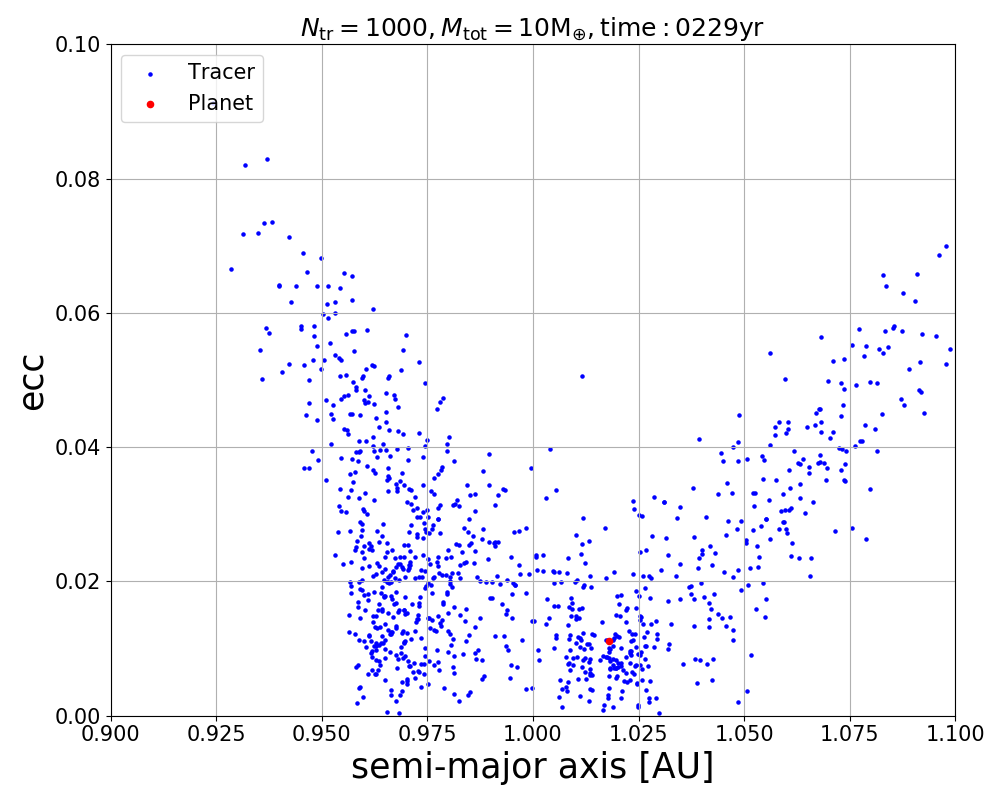 N_tr = 1000, M_tot = 10M_⊕, time : 0229yr
0.10
Tracer
Planet
0.08
0.06
ecc
0.04
0.02
0.00
0.900 0.925 0.950 0.975 1.000 1.025 1.050 1.075 1.100
semi-major axis [AU]